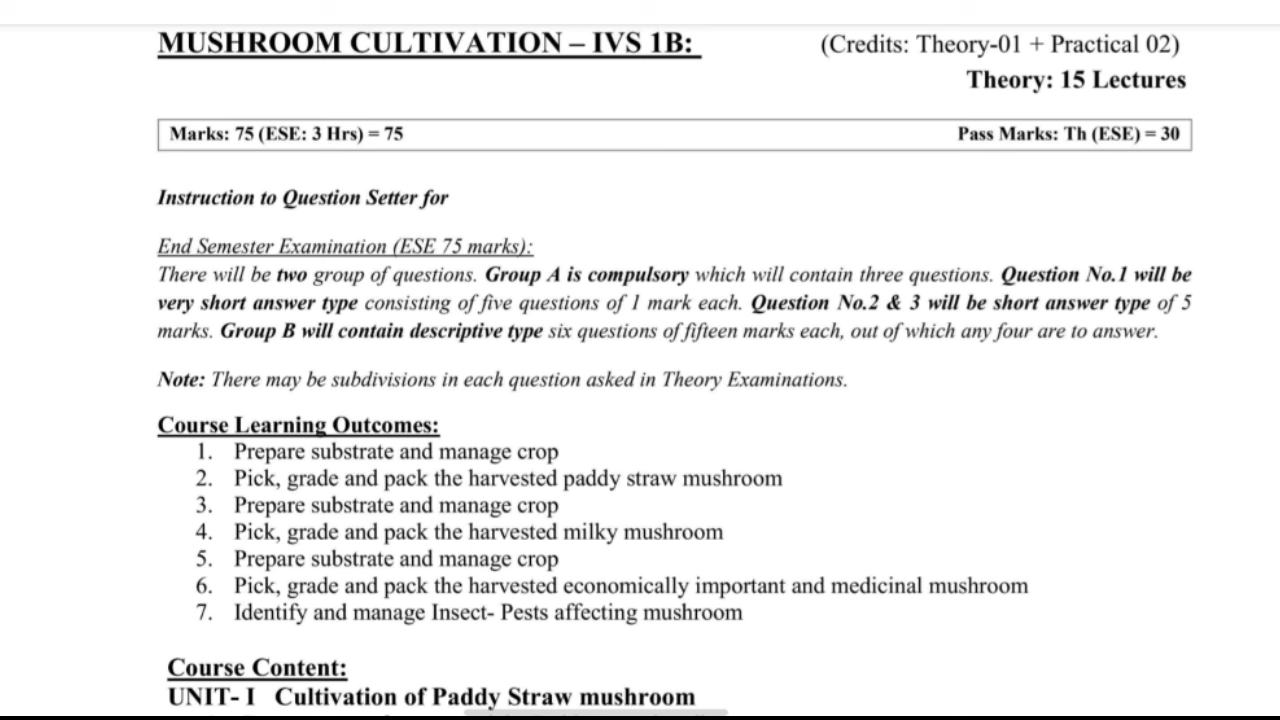 MUSHROOM CULTIVATION – IVS 1B: (Credits: Theory-01 + Practical 02)
Theory: 15 Lectures
Marks: 75 (ESE: 3 Hrs) = 75 Pass Marks: Th (ESE) = 30
Instruction to Question Setter for
End Semester Examination (ESE 75 marks):
There will be two group of questions. Group A is compulsory which will contain three questions. Question No.1 will be
very short answer type consisting of five questions of 1 mark each. Question No.2 & 3 will be short answer type of 5
marks. Group B will contain descriptive type six questions of fifteen marks each, out of which any four are to answer.
Note: There may be subdivisions in each question asked in Theory Examinations.
Course Learning Outcomes:
1. Prepare substrate and manage crop
2. Pick, grade and pack the harvested paddy straw mushroom
3. Prepare substrate and manage crop
4. Pick, grade and pack the harvested milky mushroom
5. Prepare substrate and manage crop
6. Pick, grade and pack the harvested economically important and medicinal mushroom
7. Identify and manage Insect- Pests affecting mushroom
Course Content:
UNIT- I Cultivation of Paddy Straw mushroom